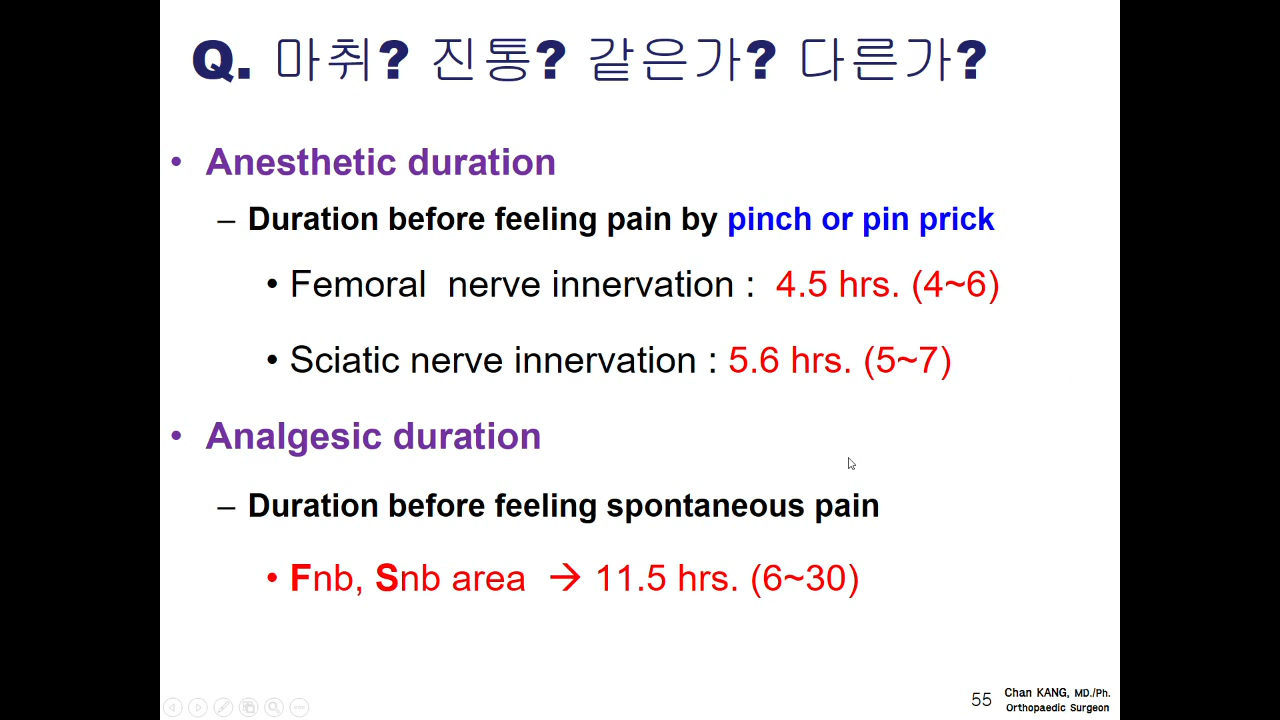 Q. 마취? 진통? 같은가? 다른가?
• Anesthetic duration
– Duration before feeling pain by pinch or pin prick
• Femoral nerve innervation : 4.5 hrs. (4~6)
• Sciatic nerve innervation : 5.6 hrs. (5~7)
• Analgesic duration
– Duration before feeling spontaneous pain
• Fnb, Snb area → 11.5 hrs. (6~30)
55
Chan KANG, MD./Ph.
Orthopaedic Surgeon